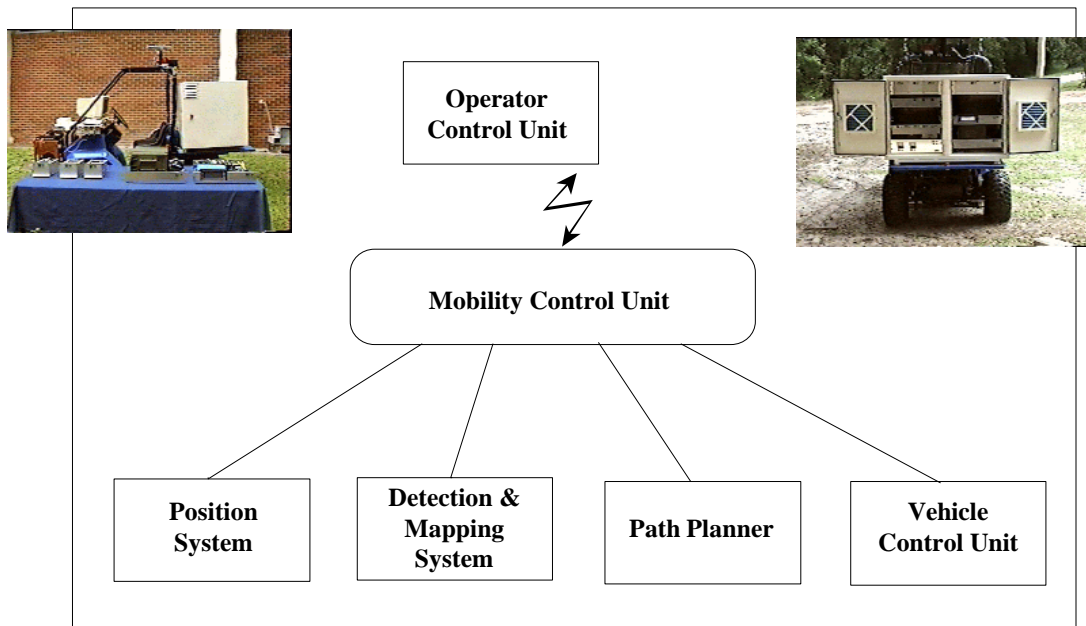 Operator
Control Unit
Mobility Control Unit
Position
System
Detection &
Mapping
System
Path Planner
Vehicle
Control Unit